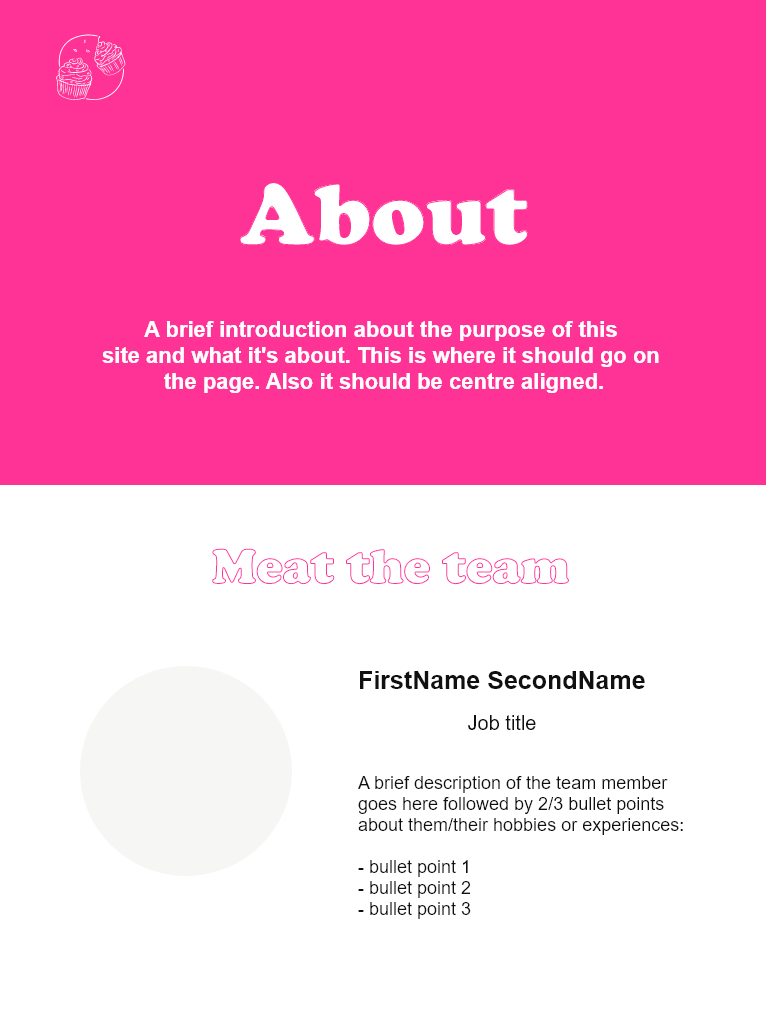 About
A brief introduction about the purpose of this
site and what it's about. This is where it should go on
the page. Also it should be centre aligned.
Meat the team
FirstName SecondName
Job title
A brief description of the team member
goes here followed by 2/3 bullet points
about them/their hobbies or experiences:
- bullet point 1
- bullet point 2
- bullet point 3